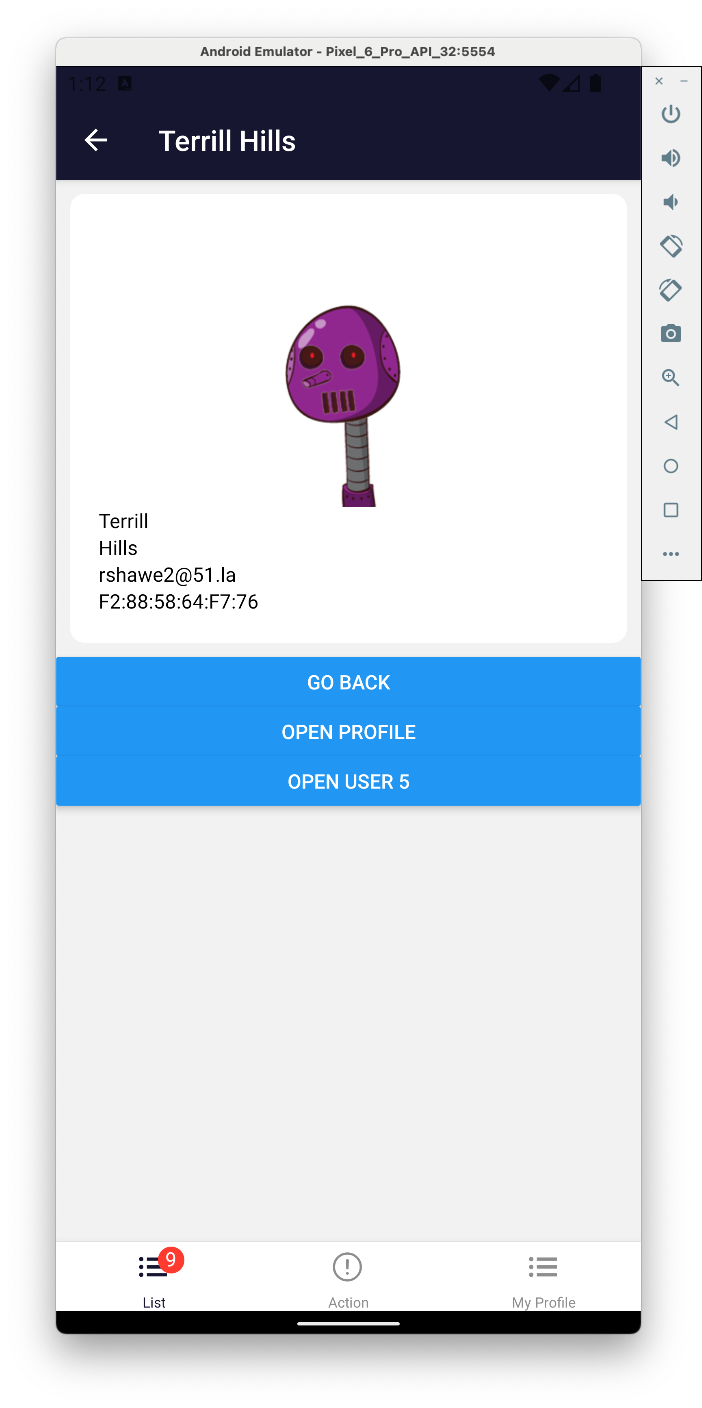 Android Emulator - Pixel_6_Pro_API_32:5554
1:12
A
Terrill Hills
Terrill
Hills
rshawe2@51.la
F2:88:58:64:F7:76
GO BACK
OPEN PROFILE
OPEN USER 5
9
List
Action
My Profile